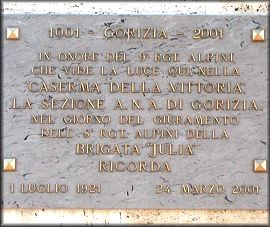 1001 - GORIZIA - 2001
IN ONORE DEL 9° RGT. ALPINI,
CHE VIDE LA LUCE QUI NELLA
"CASERMA DELLA VITTORIA"
LA SEZIONE A.N.A. DI GORIZIA,
NEL GIORNO DEL GIURAMENTO
DELL' 8° RGT. ALPINI DELLA
BRIGATA "JULIA"
RICORDA
1 LUGLIO 1921 24 MARZO 2001